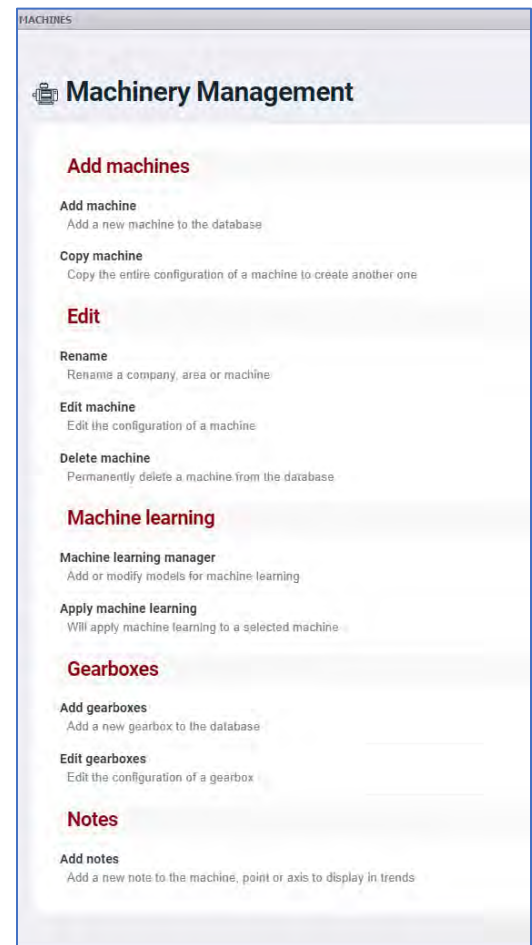 MACHINES
Machinery Management
Add machines
Add machine
Add a new machine to the database
Copy machine
Copy the entire configuration of a machine to create another one
Edit
Rename
Rename a company, area or machine
Edit machine
Edit the configuration of a machine
Delete machine
Permanently delete a machine from the database
Machine learning
Machine learning manager
Add or modify models for machine learning
Apply machine learning
Will apply machine learning to a selected machine
Gearboxes
Add gearboxes
Add a new gearbox to the database
Edit gearboxes
Edit the configuration of a gearbox
Notes
Add notes
Add a new note to the machine, point or axis to display in trends